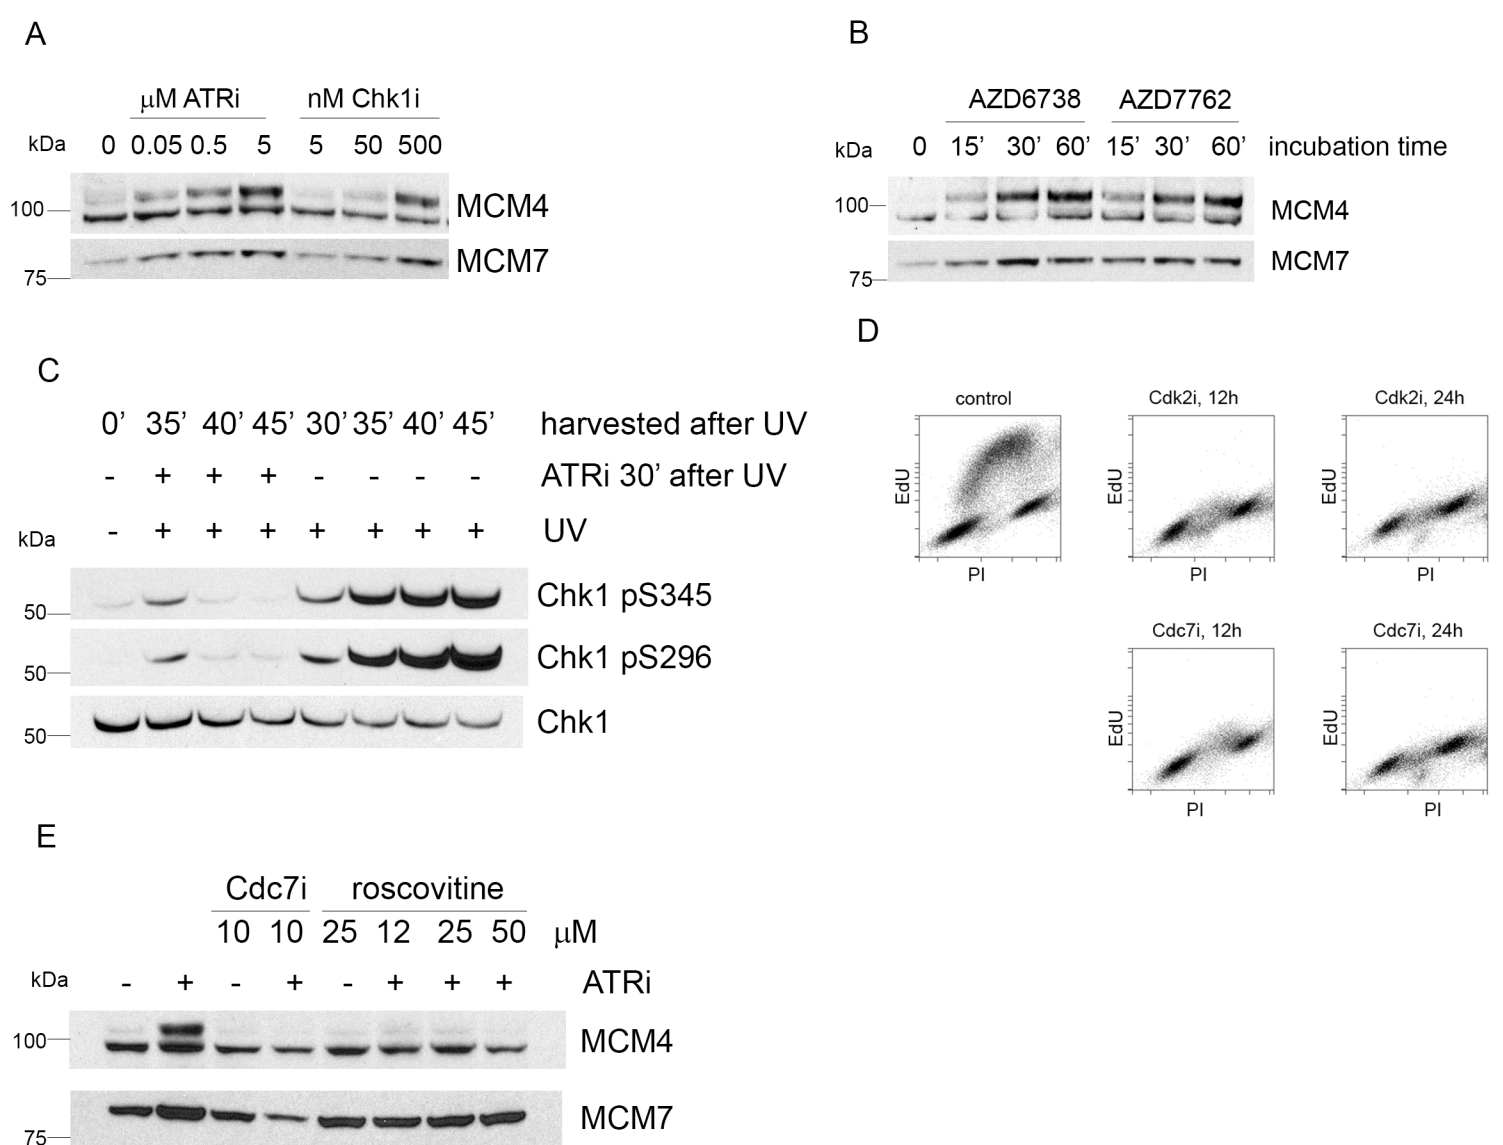 A
μM ATRi
nM Chk1i
kDa
0 0.05 0.5 5 5 50 500
100
MCM4
MCM7
75
B
AZD6738
AZD7762
kDa
0 15’ 30’ 60’ 15’ 30’ 60’ incubation time
100
MCM4
MCM7
75
C
0’ 35’ 40’ 45’ 30’ 35’ 40’ 45’ harvested after UV
- + + + - - - - ATRi 30’ after UV
- + + + + + + + UV
kDa
50
Chk1 pS345
50
Chk1 pS296
50
Chk1
D
control
EdU
PI
Cdk2i, 12h
EdU
PI
Cdk2i, 24h
EdU
PI
Cdc7i, 12h
EdU
PI
Cdc7i, 24h
EdU
PI
E
Cdc7i
roscovitine
10 10 25 12 25 50 μM
kDa
- + - + - + + + ATRi
100
MCM4
MCM7
75